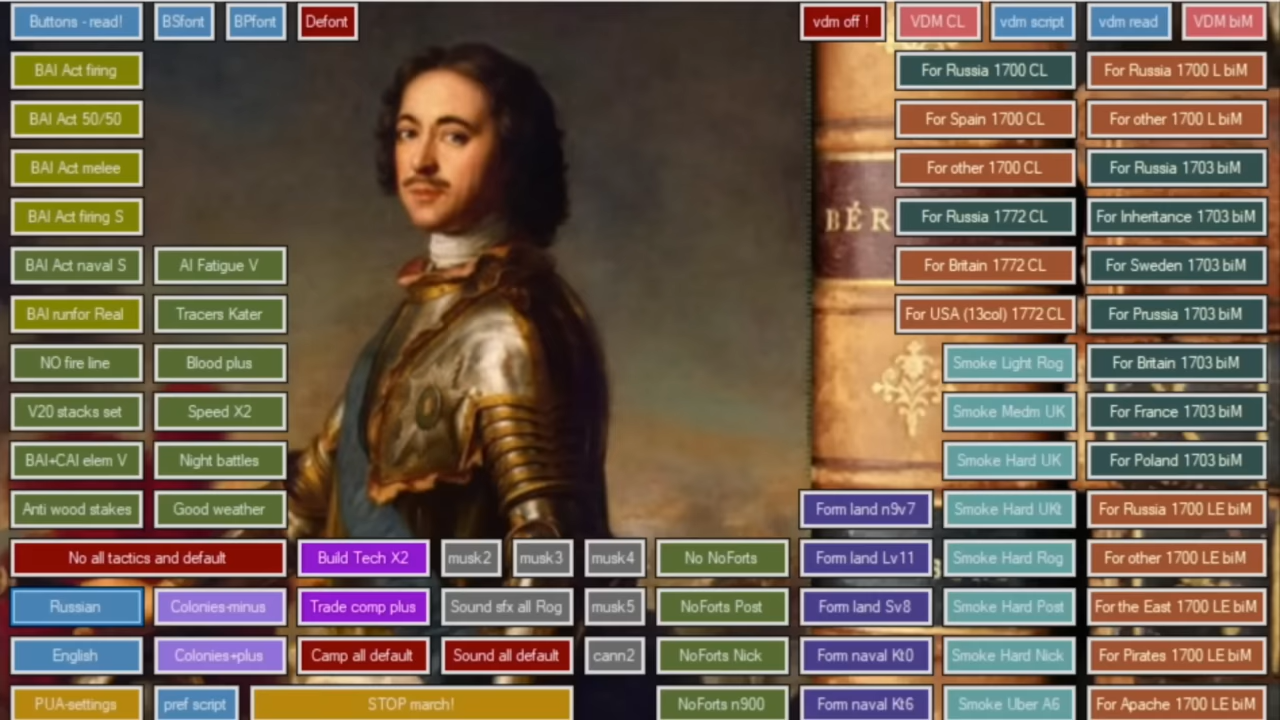 Buttons - read! BSfont BPfont Defont vdm off ! VDM CL vdm script vdm read VDM biM
BAI Act firing For Russia 1700 CL For Russia 1700 L biM
BAI Act 50/50 For Spain 1700 CL For other 1700 L biM
BAI Act melee For other 1700 CL For Russia 1703 biM
BAI Act firing S BÉR For Russia 1772 CL For Inheritance 1703 biM
BAI Act naval S AI Fatigue V For Britain 1772 CL For Sweden 1703 biM
BAI runfor Real Tracers Kater For USA (13col) 1772 CL For Prussia 1703 biM
NO fire line Blood plus Smoke Light Rog For Britain 1703 biM
V20 stacks set Speed X2 Smoke Medm UK For France 1703 biM
BAI+CAI elem V Night battles Smoke Hard UK For Poland 1703 biM
Anti wood stakes Good weather Form land n9v7 Smoke Hard UKt For Russia 1700 LE biM
No all tactics and default Build Tech X2 musk2 musk3 musk4 No NoForts Form land Lv11 Smoke Hard Rog For other 1700 LE biM
Russian Colonies-minus Trade comp plus Sound sfx all Rog musk5 NoForts Post Form land Sv8 Smoke Hard Post For the East 1700 LE biM
English Colonies+plus Camp all default Sound all default cann2 NoForts Nick Form naval Kt0 Smoke Hard Nick For Pirates 1700 LE biM
PUA-settings pref script STOP march! NoForts n900 Form naval Kt6 Smoke Uber A6 For Apache 1700 LE biM